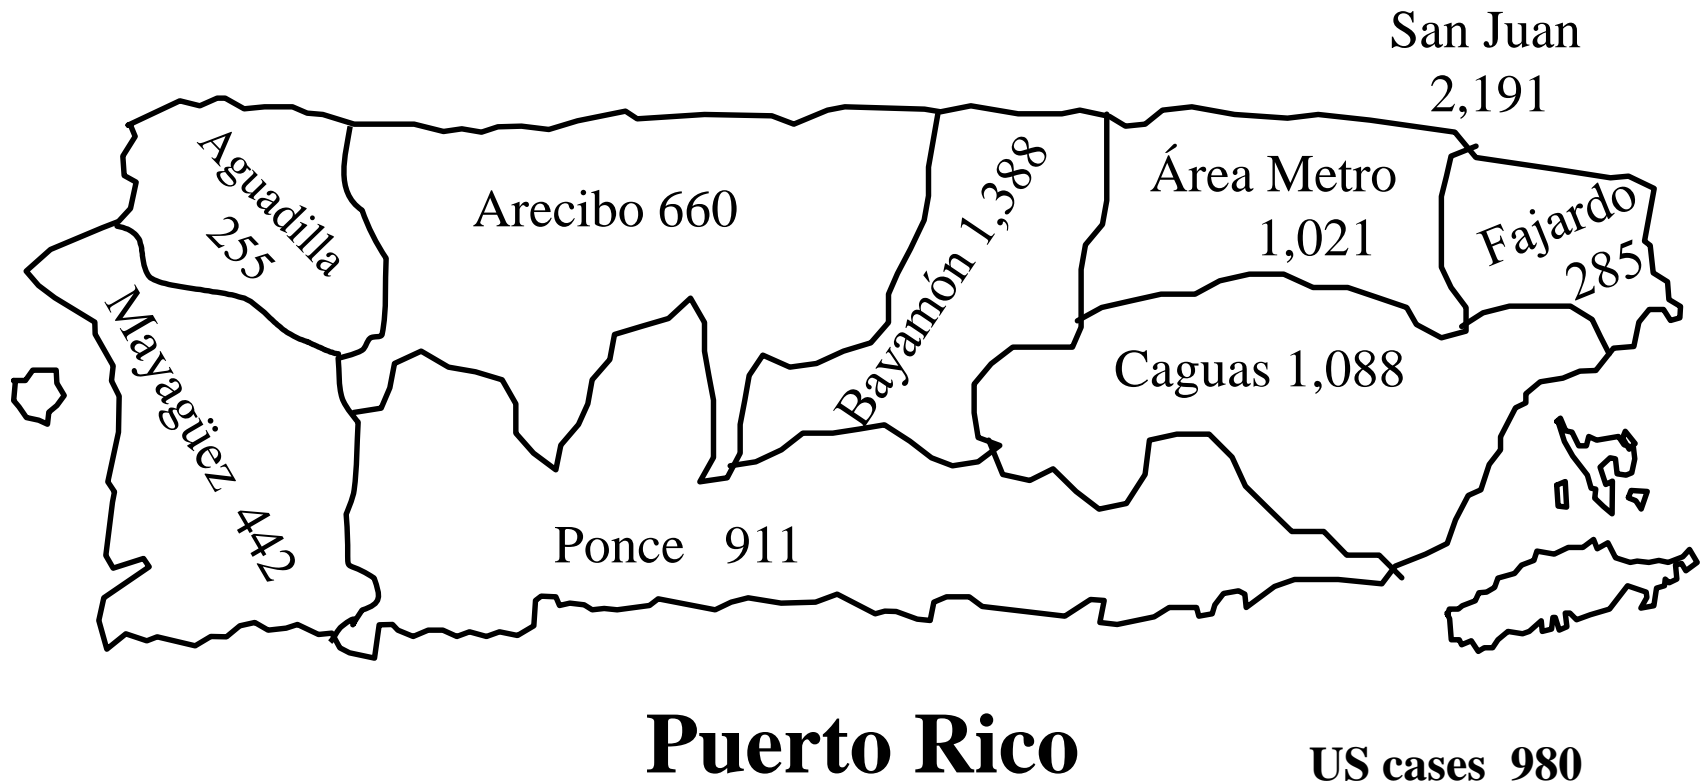 San Juan
2,191
Aguadilla
255
Arecibo 660
Bayamón 1,388
Área Metro
1,021
Fajardo
285
Mayagüez 442
Caguas 1,088
Ponce 911
Puerto Rico
US cases 980